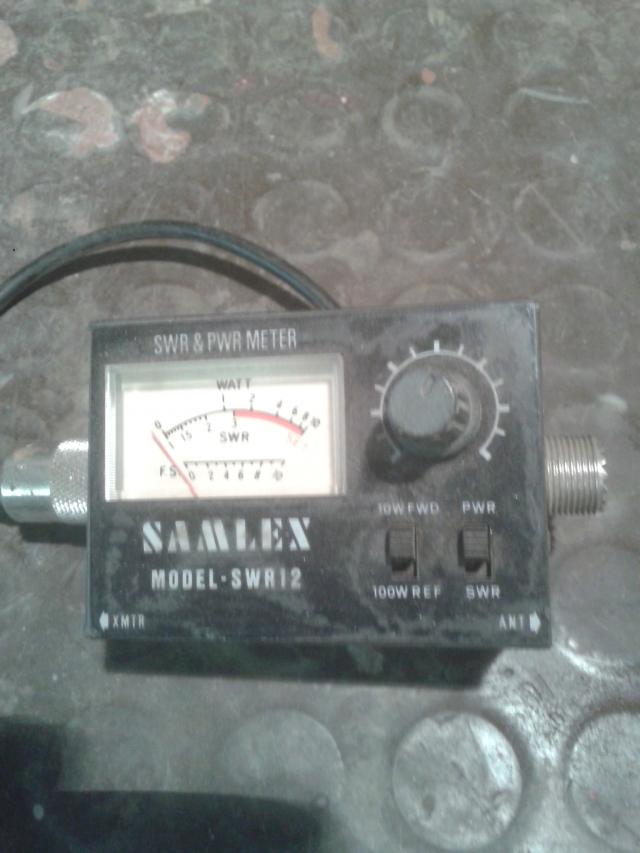 SWR & PWR METER
WATT
0 1 2 4 6 8 10
1 1.5 2 3 SET
SWR
FS 0 2 4 6 8 10
10W FWD PWR
SAMLEX
MODEL-SWR12
100W REF SWR
XMTR ANT